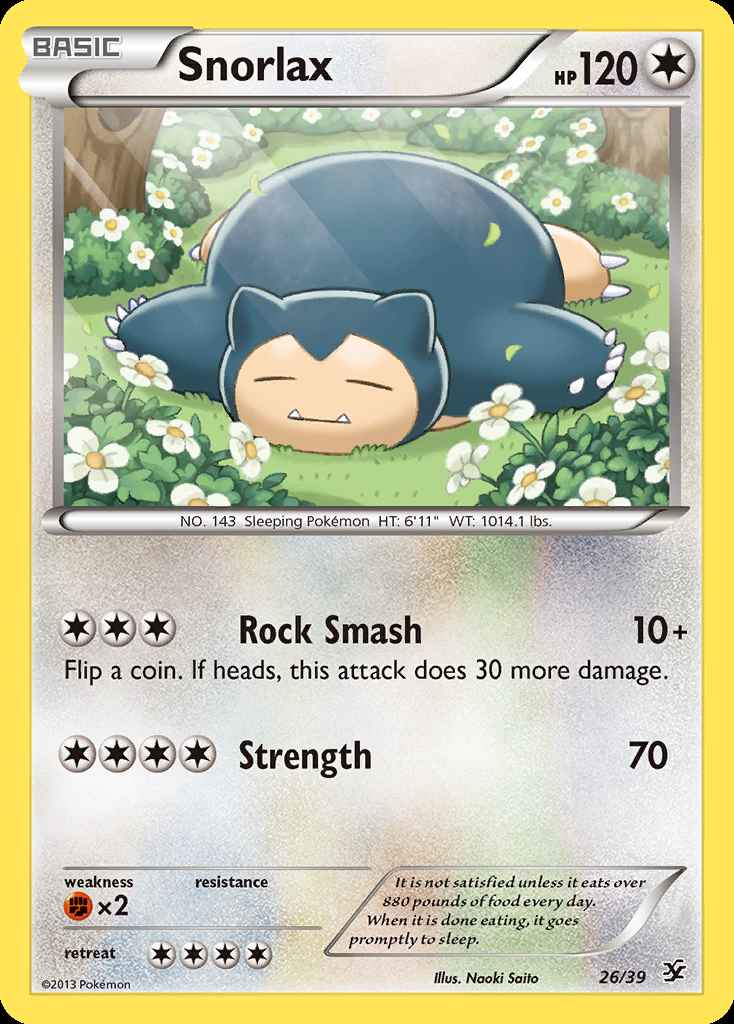 BASIC
Snorlax
HP 120
NO. 143 Sleeping Pokémon HT: 6'11" WT: 1014.1 lbs.
Rock Smash 10+
Flip a coin. If heads, this attack does 30 more damage.
Strength 70
weakness resistance
×2
It is not satisfied unless it eats over
880 pounds of food every day.
When it is done eating, it goes
promptly to sleep.
retreat
©2013 Pokémon
Illus. Naoki Saito
26/39